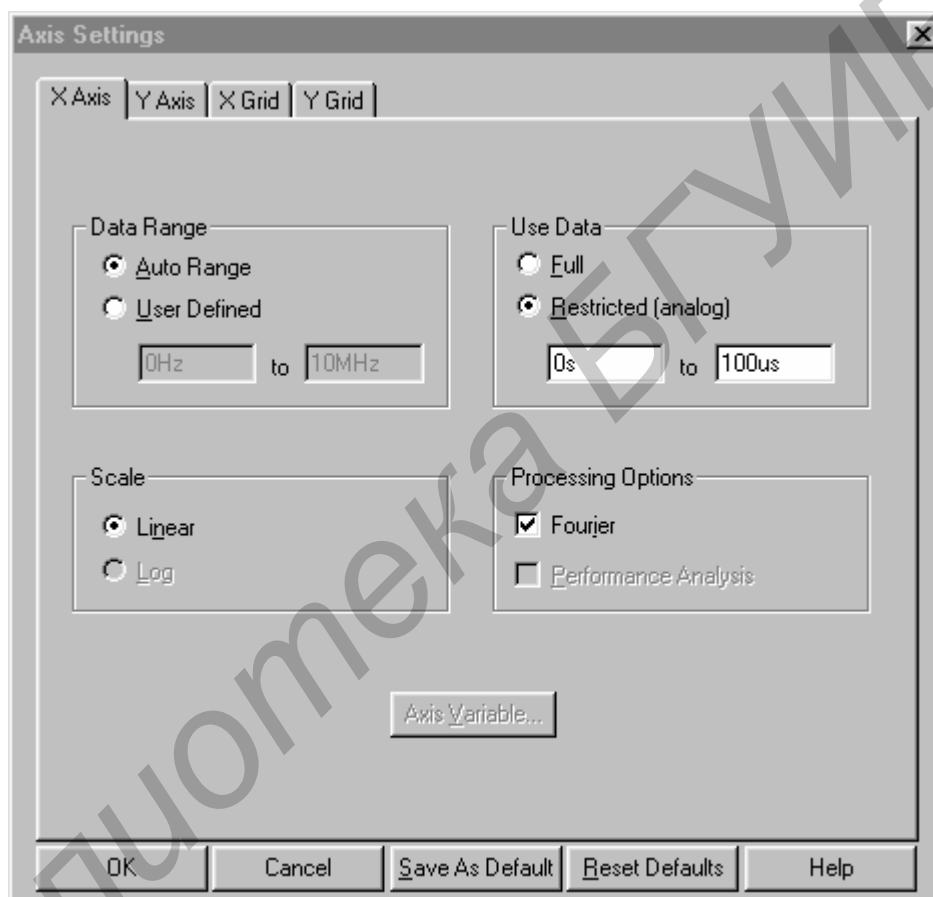 Axis Settings
X Axis
Y Axis
X Grid
Y Grid
Data Range
Auto Range
User Defined
0Hz to 10MHz
Use Data
Full
Restricted (analog)
0s to 100us
Scale
Linear
Log
Processing Options
Fourier
Performance Analysis
Axis Variable...
OK
Cancel
Save As Default
Reset Defaults
Help